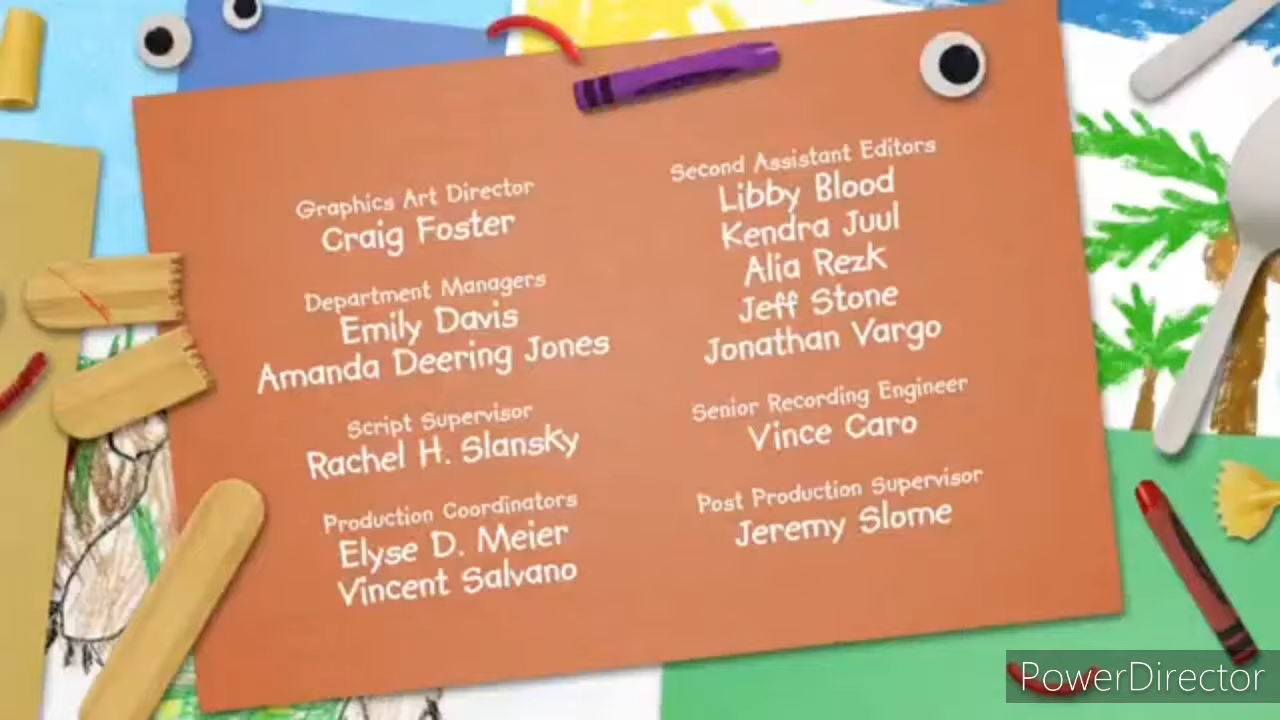 Graphics Art Director
Craig Foster
Department Managers
Emily Davis
Amanda Deering Jones
Script Supervisor
Rachel H. Slansky
Production Coordinators
Elyse D. Meier
Vincent Salvano
Second Assistant Editors
Libby Blood
Kendra Juul
Alia Rezk
Jeff Stone
Jonathan Vargo
Senior Recording Engineer
Vince Caro
Post Production Supervisor
Jeremy Slome
PowerDirector